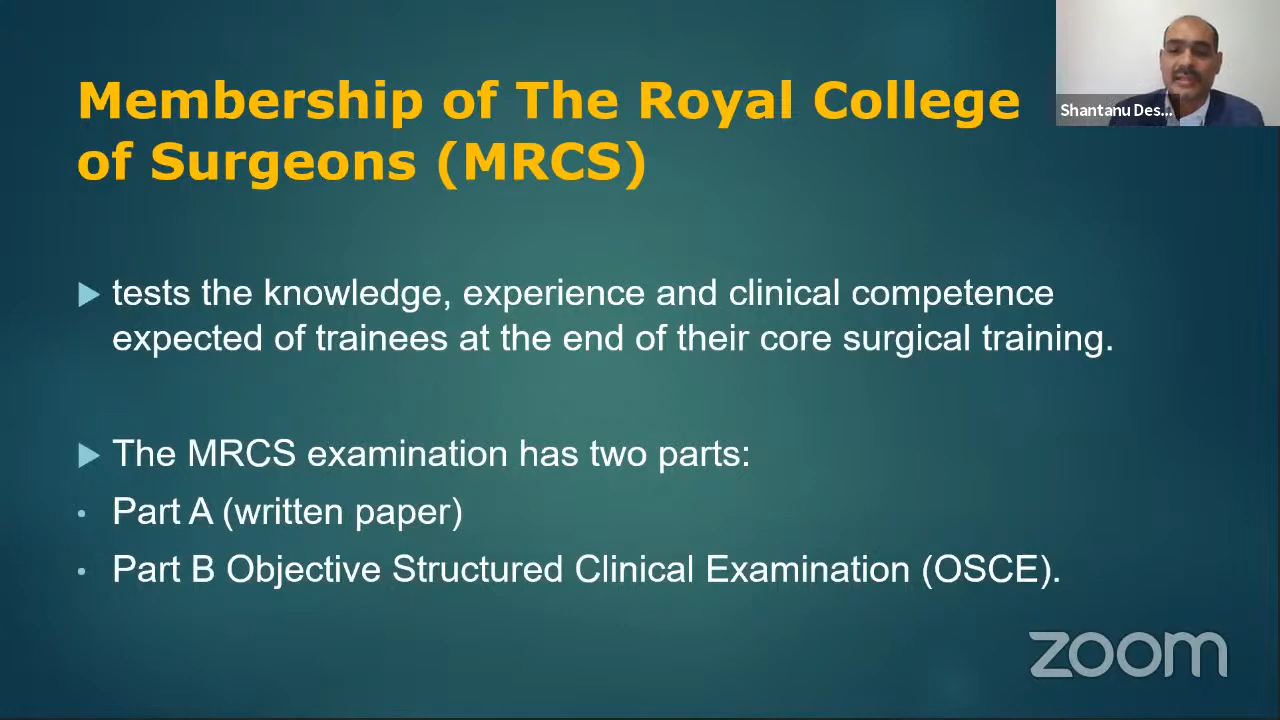 Membership of The Royal College
of Surgeons (MRCS)
Shantanu Des...
▶ tests the knowledge, experience and clinical competence
expected of trainees at the end of their core surgical training.
▶ The MRCS examination has two parts:
• Part A (written paper)
• Part B Objective Structured Clinical Examination (OSCE).
zoom